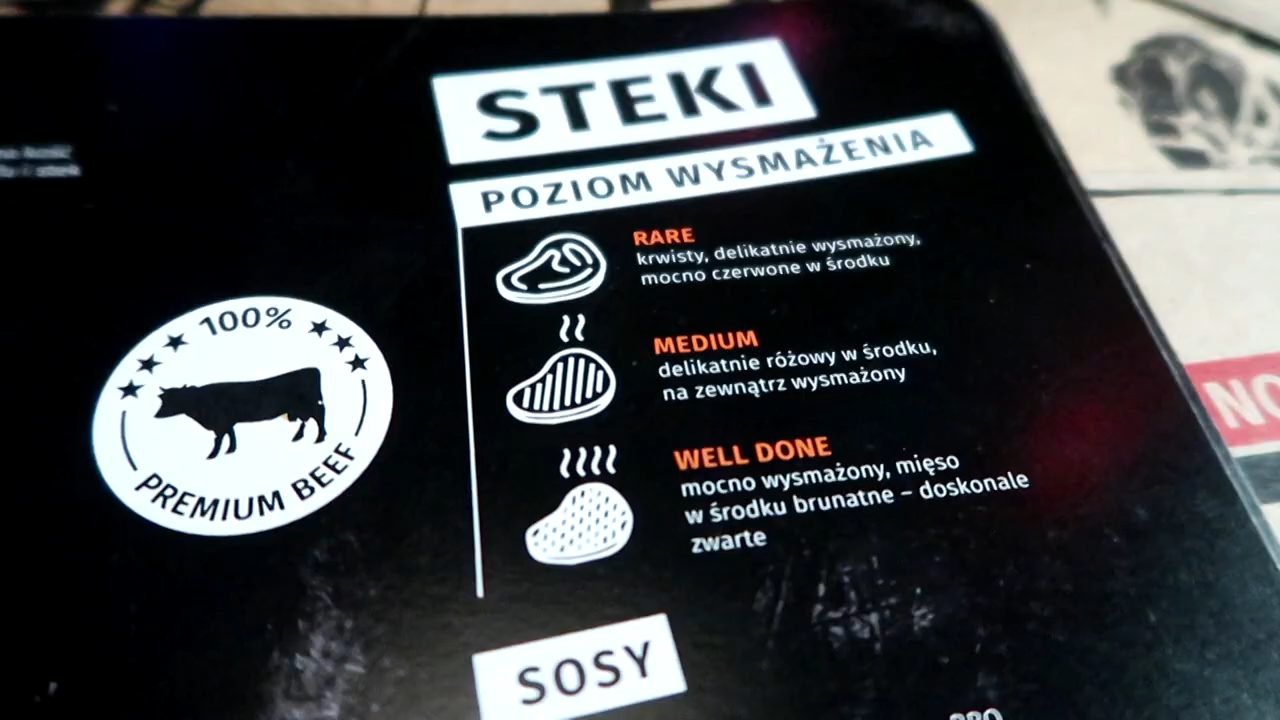 STEKI
POZIOM WYSMAŻENIA
RARE
krwisty, delikatnie wysmażony,
mocno czerwone w środku
MEDIUM
delikatnie różowy w środku,
na zewnątrz wysmażony
WELL DONE
mocno wysmażony, mięso
w środku brunatne – doskonale
zwarte
100%
PREMIUM BEEF
SOSY
NO